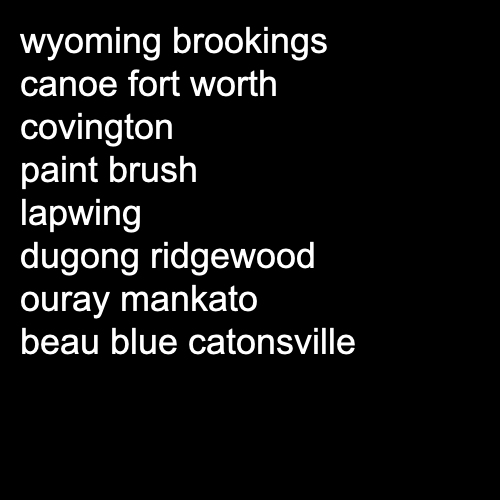 wyoming brookings
canoe fort worth
covington
paint brush
lapwing
dugong ridgewood
ouray mankato
beau blue catonsville